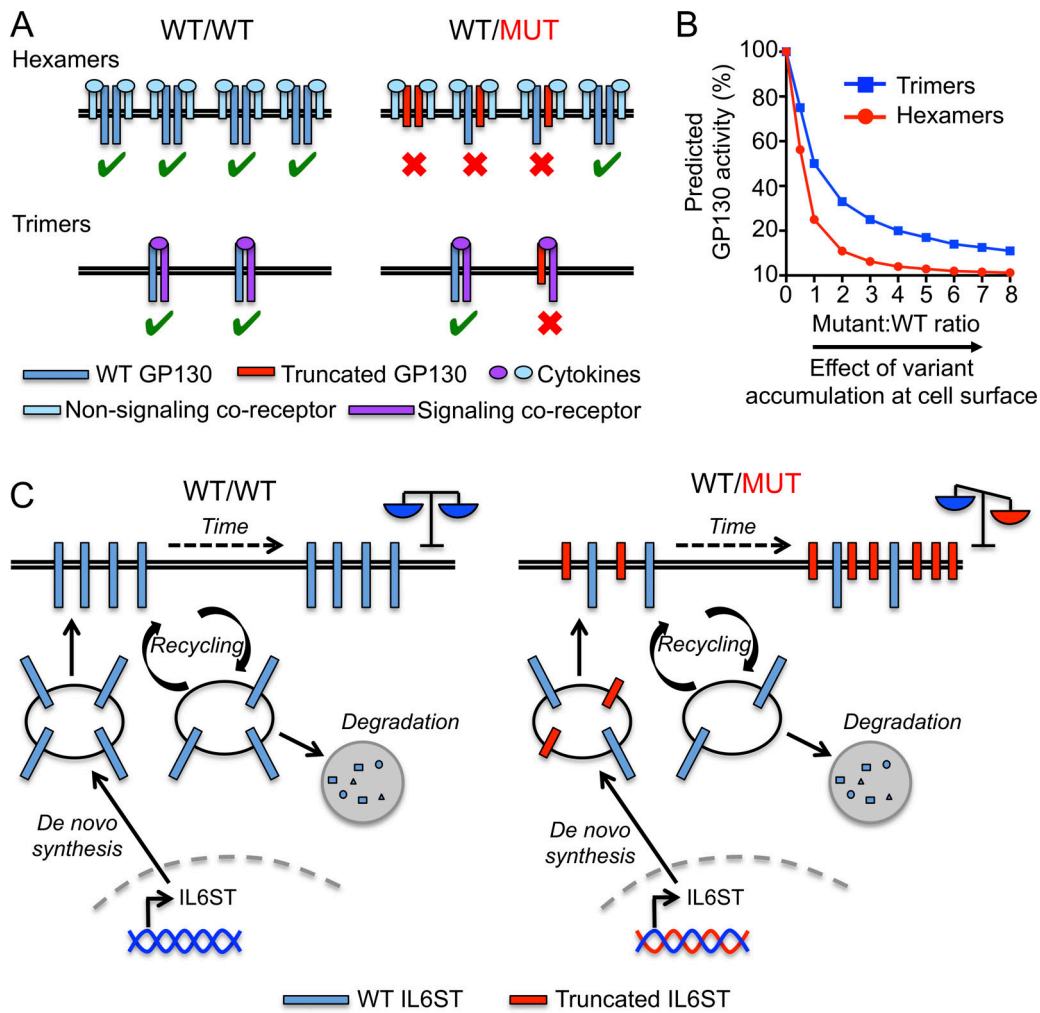 A
WT/WT
WT/MUT
Hexamers
Trimers
WT GP130
Truncated GP130
Cytokines
Non-signaling co-receptor
Signaling co-receptor
B
Predicted
GP130 activity (%)
100
80
60
40
20
10
0 1 2 3 4 5 6 7 8
Trimers
Hexamers
Mutant:WT ratio
Effect of variant
accumulation at cell surface
C
WT/WT
Time
Recycling
Degradation
De novo
synthesis
IL6ST
WT/MUT
Time
Recycling
Degradation
De novo
synthesis
IL6ST
WT IL6ST
Truncated IL6ST